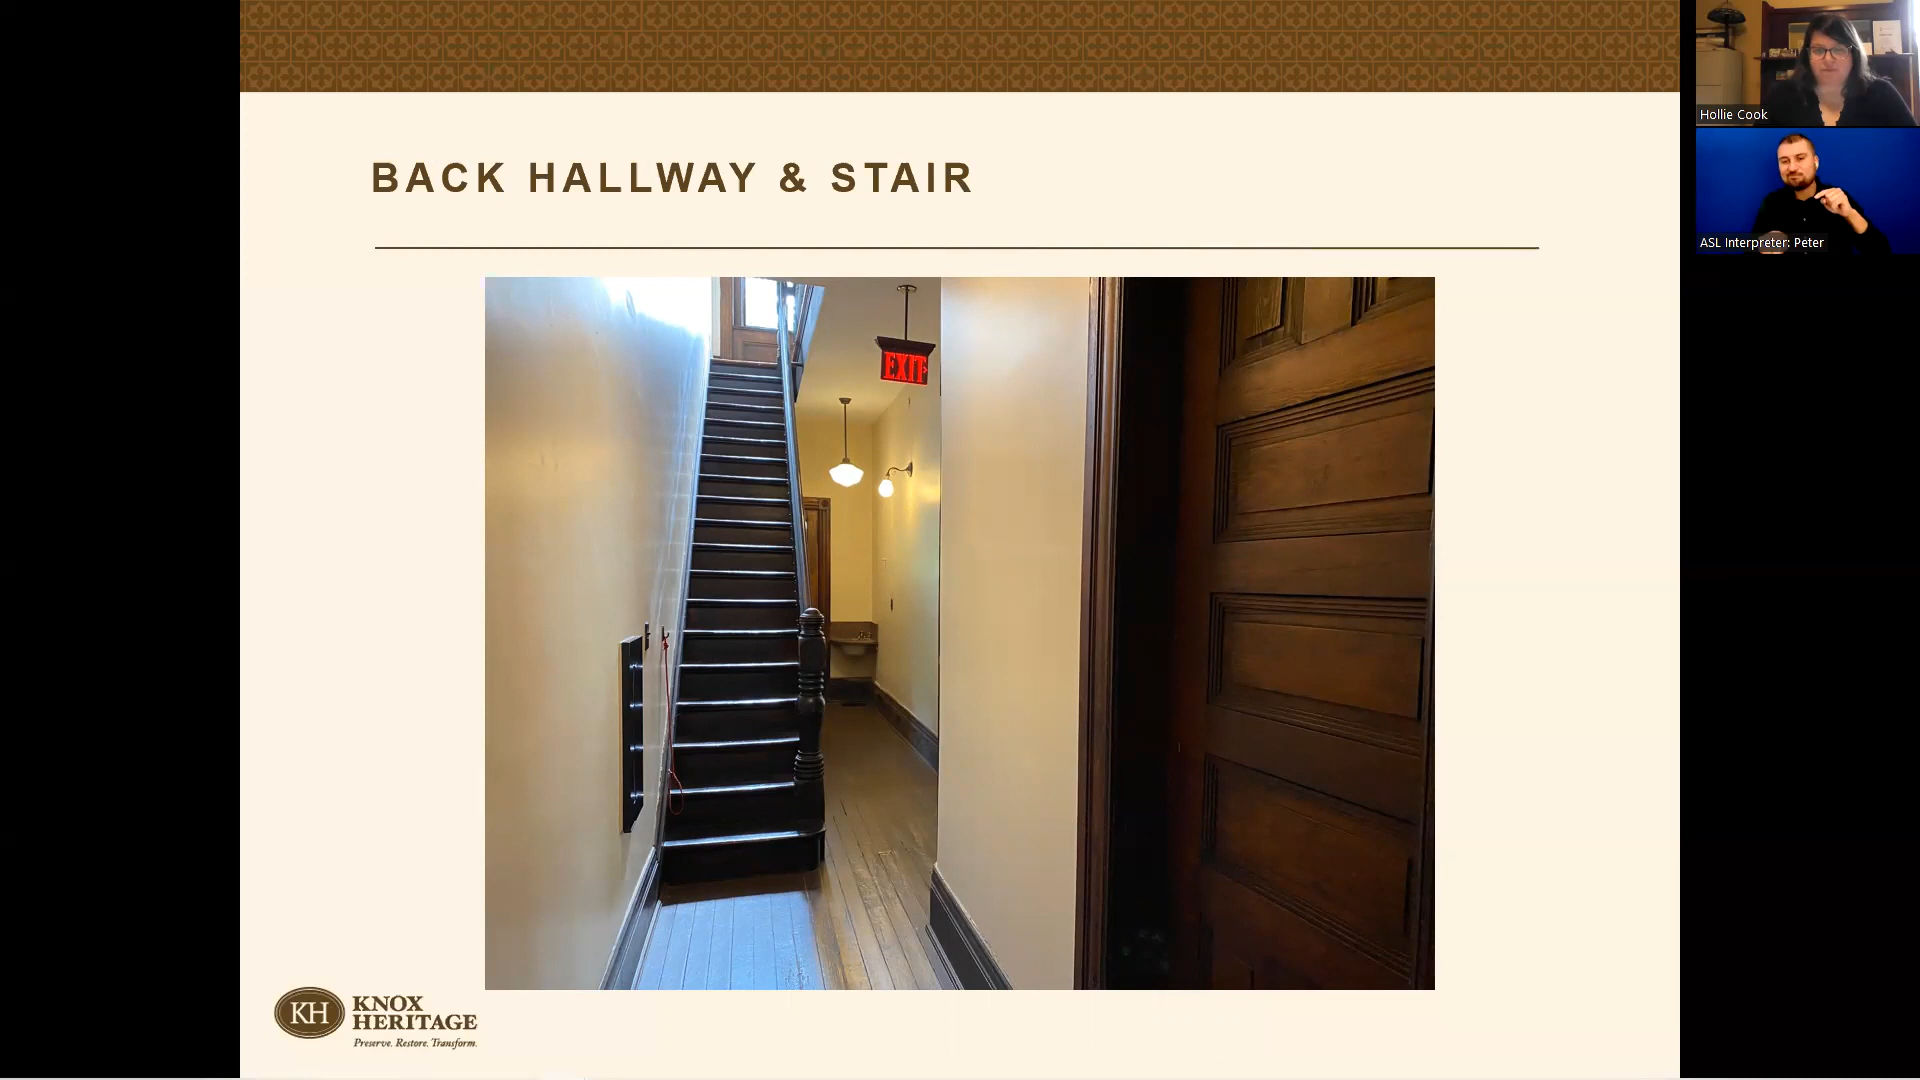 BACK HALLWAY & STAIR
EXIT
KH
KNOX
HERITAGE
Preserve. Restore. Transform.
Hollie Cook
ASL Interpreter: Peter